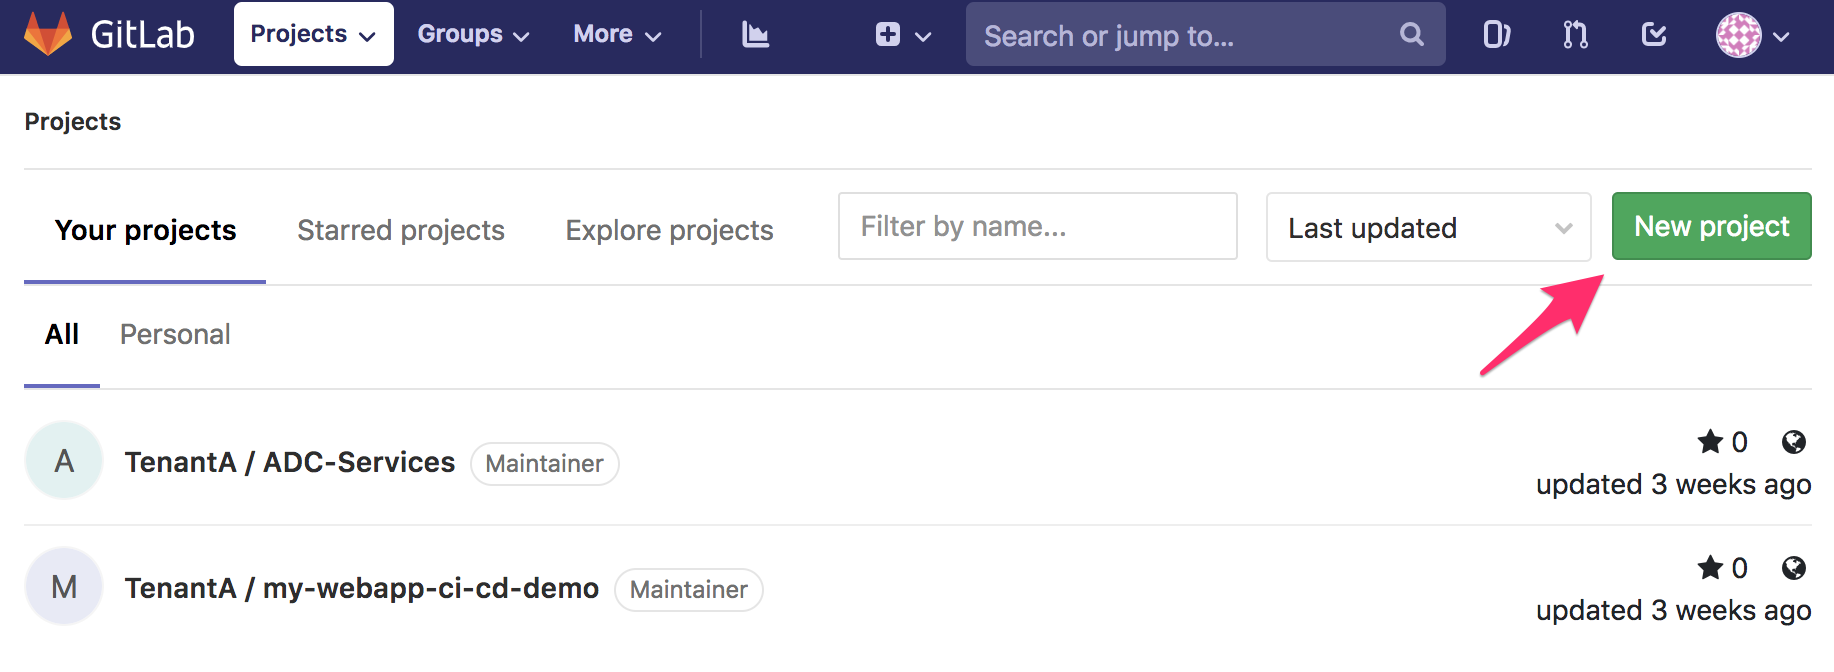 GitLab Projects Groups More Search or jump to...
Projects
Your projects Starred projects Explore projects Filter by name... Last updated New project
All Personal
A TenantA / ADC-Services Maintainer 0
updated 3 weeks ago
M TenantA / my-webapp-ci-cd-demo Maintainer 0
updated 3 weeks ago